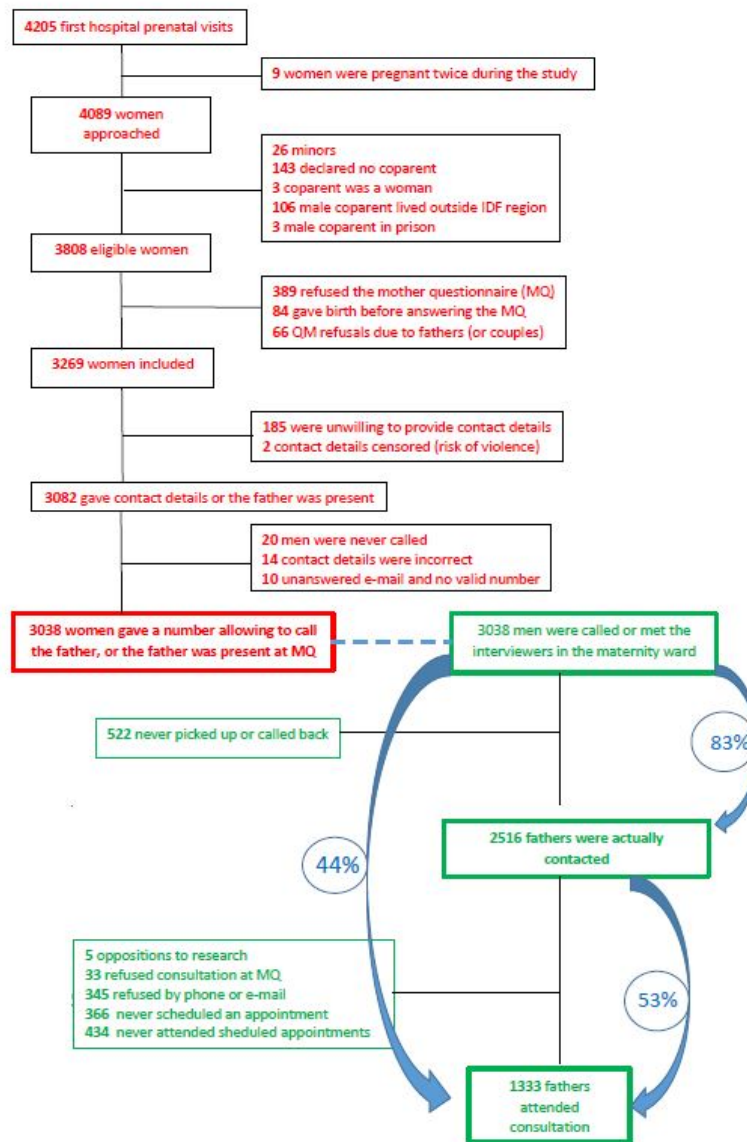 4205 first hospital prenatal visits
9 women were pregnant twice during the study
4089 women
approached
26 minors
143 declared no coparent
3 coparent was a woman
106 male coparent lived outside IDF region
3 male coparent in prison
3808 eligible women
389 refused the mother questionnaire (MQ)
84 gave birth before answering the MQ
66 QM refusals due to fathers (or couples)
3269 women included
185 were unwilling to provide contact details
2 contact details censored (risk of violence)
3082 gave contact details or the father was present
20 men were never called
14 contact details were incorrect
10 unanswered e-mail and no valid number
3038 women gave a number allowing to call
the father, or the father was present at MQ
3038 men were called or met the
interviewers in the maternity ward
522 never picked up or called back
83%
2516 fathers were actually
contacted
44%
5 oppositions to research
33 refused consultation at MQ
345 refused by phone or e-mail
366 never scheduled an appointment
434 never attended sheduled appointments
53%
1333 fathers
attended
consultation